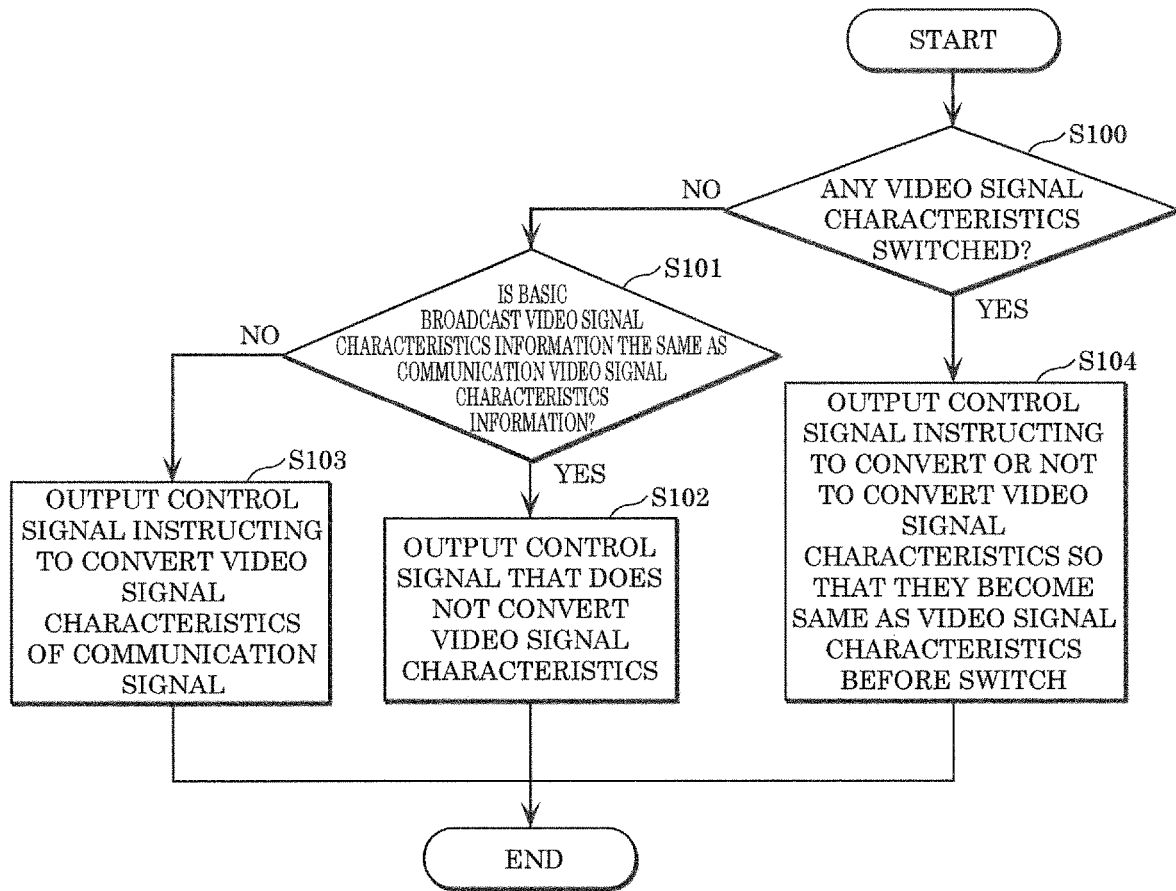 START
S100
ANY VIDEO SIGNAL
CHARACTERISTICS
SWITCHED?
NO
YES
S101
IS BASIC
BROADCAST VIDEO SIGNAL
CHARACTERISTICS INFORMATION THE SAME AS
COMMUNICATION VIDEO SIGNAL
CHARACTERISTICS
INFORMATION?
NO
YES
S104
OUTPUT CONTROL
SIGNAL INSTRUCTING
TO CONVERT OR NOT
TO CONVERT VIDEO
SIGNAL
CHARACTERISTICS SO
THAT THEY BECOME
SAME AS VIDEO SIGNAL
CHARACTERISTICS
BEFORE SWITCH
S103
OUTPUT CONTROL
SIGNAL INSTRUCTING
TO CONVERT VIDEO
SIGNAL
CHARACTERISTICS
OF COMMUNICATION
SIGNAL
S102
OUTPUT CONTROL
SIGNAL THAT DOES
NOT CONVERT
VIDEO SIGNAL
CHARACTERISTICS
END